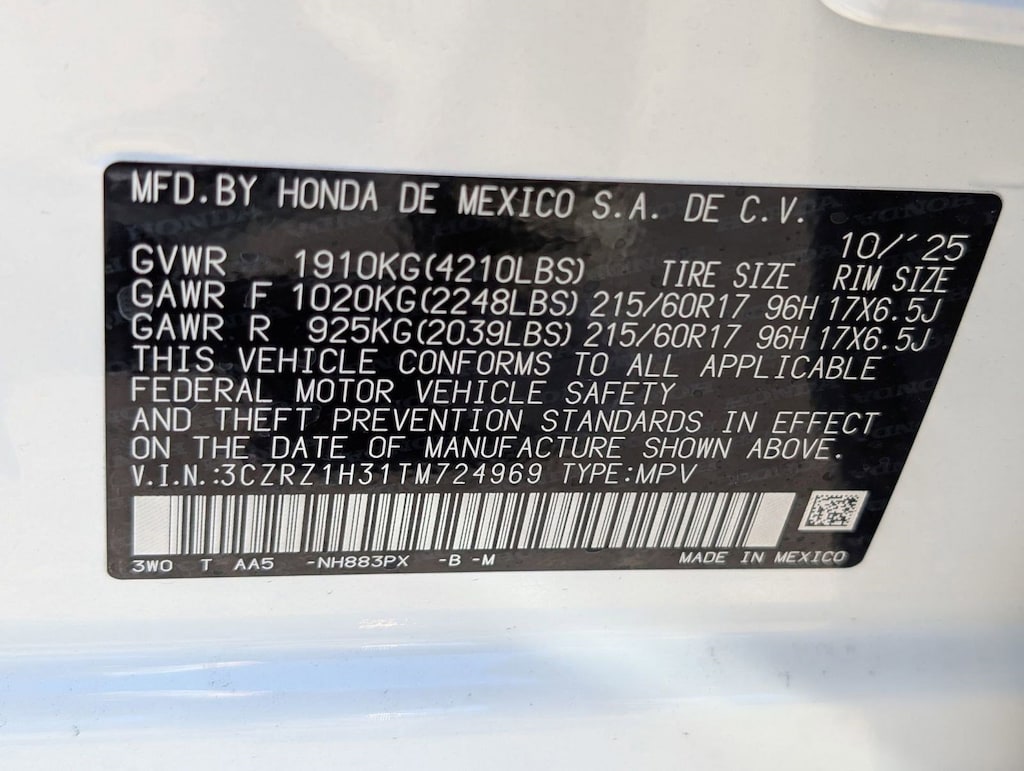 MFD.BY HONDA DE MEXICO S.A. DE C.V.
10/´25
GVWR 1910KG(4210LBS) TIRE SIZE RIM SIZE
GAWR F 1020KG(2248LBS) 215/60R17 96H 17X6.5J
GAWR R 925KG(2039LBS) 215/60R17 96H 17X6.5J
THIS VEHICLE CONFORMS TO ALL APPLICABLE
FEDERAL MOTOR VEHICLE SAFETY
AND THEFT PREVENTION STANDARDS IN EFFECT
ON THE DATE OF MANUFACTURE SHOWN ABOVE.
V.I.N.:3CZRZ1H31TM724969 TYPE:MPV
3W0 T AA5 -NH883PX -B -M MADE IN MEXICO